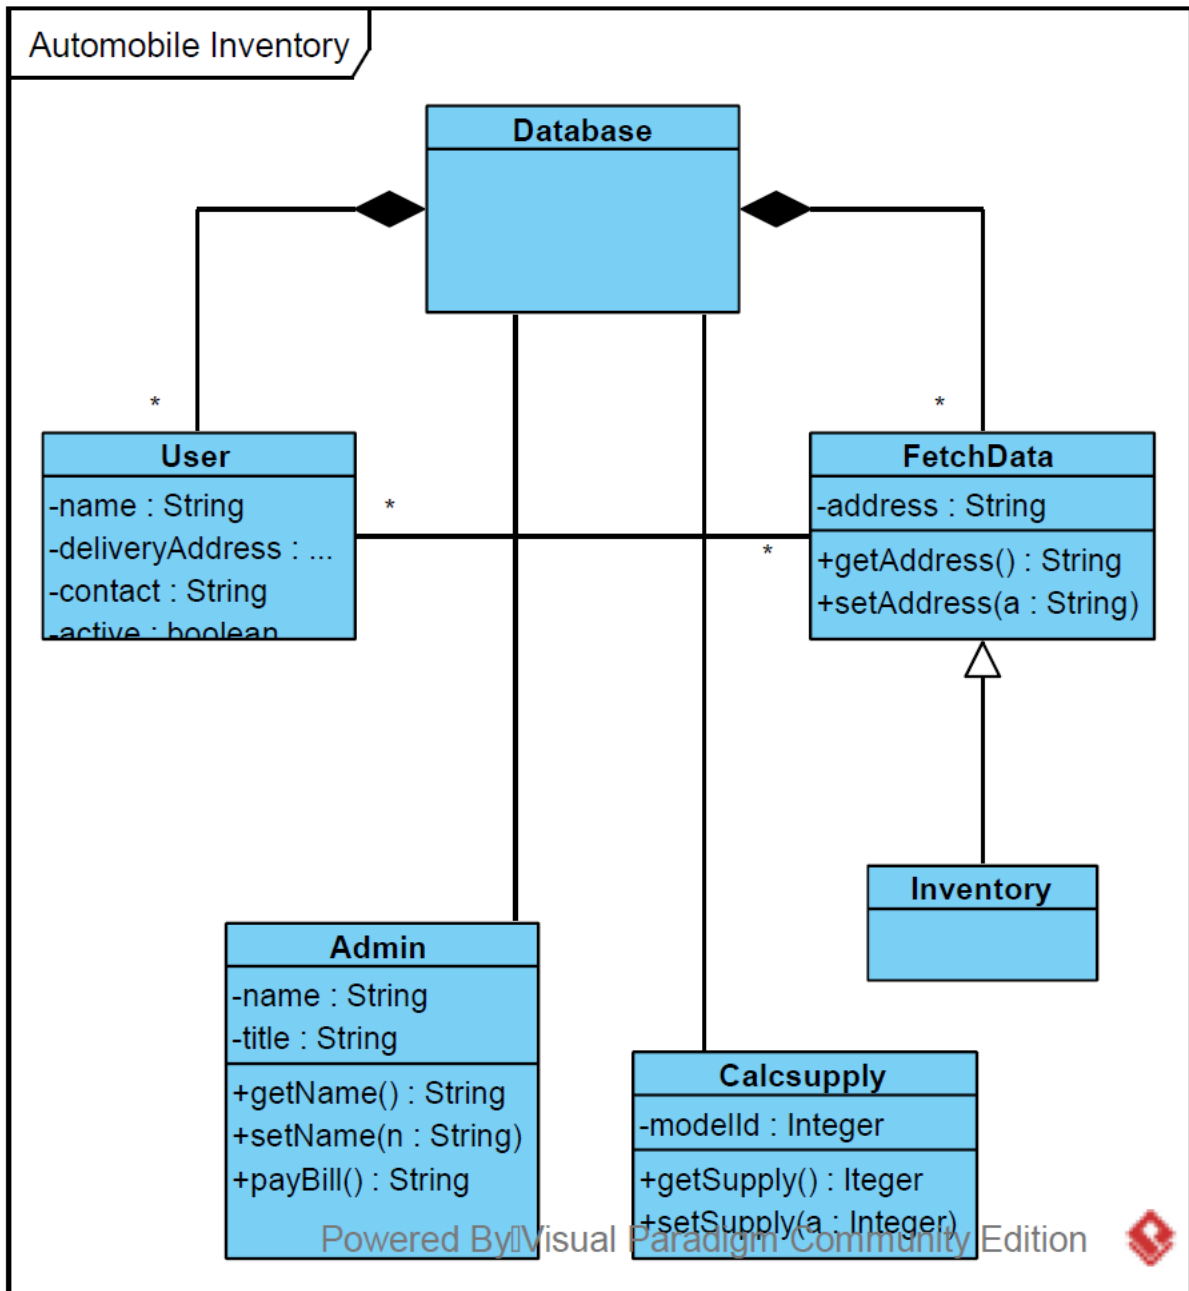 Automobile Inventory
Database
*
*
User
-name : String
-deliveryAddress : ...
-contact : String
-active : boolean
*
*
FetchData
-address : String
+getAddress() : String
+setAddress(a : String)
Inventory
Admin
-name : String
-title : String
+getName() : String
+setName(n : String)
+payBill() : String
Calcsupply
-modelId : Integer
+getSupply() : Iteger
+setSupply(a : Integer)
Powered By Visual Paradigm Community Edition